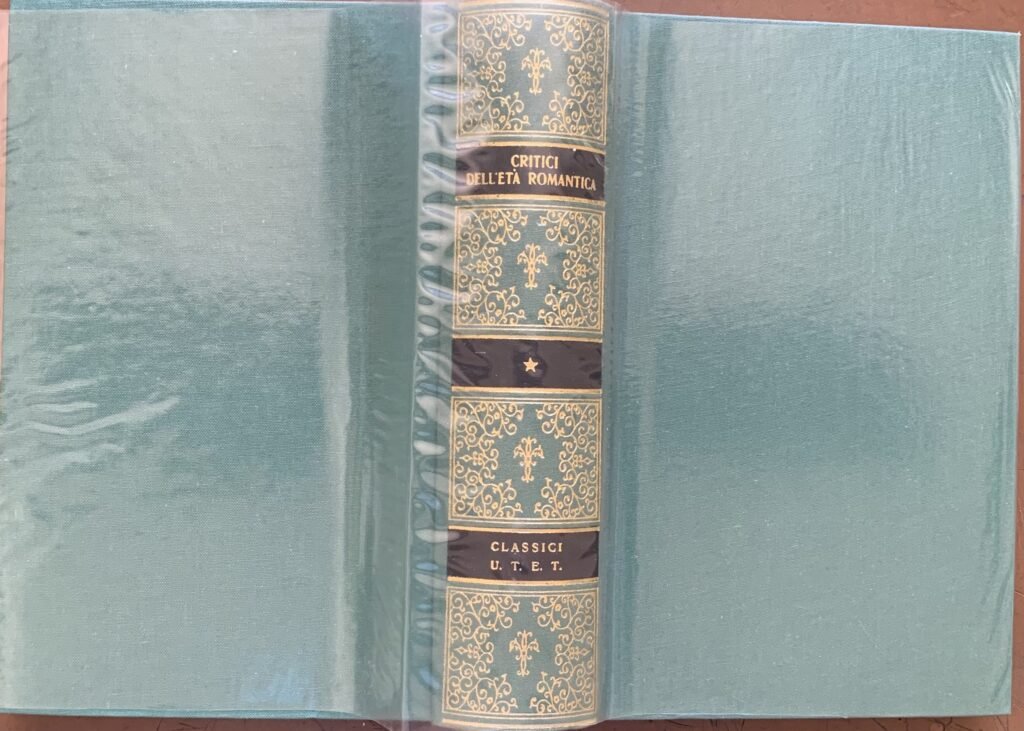 CRITICI
DELL'ETÀ ROMANTICA
CLASSICI
U. T. E. T.